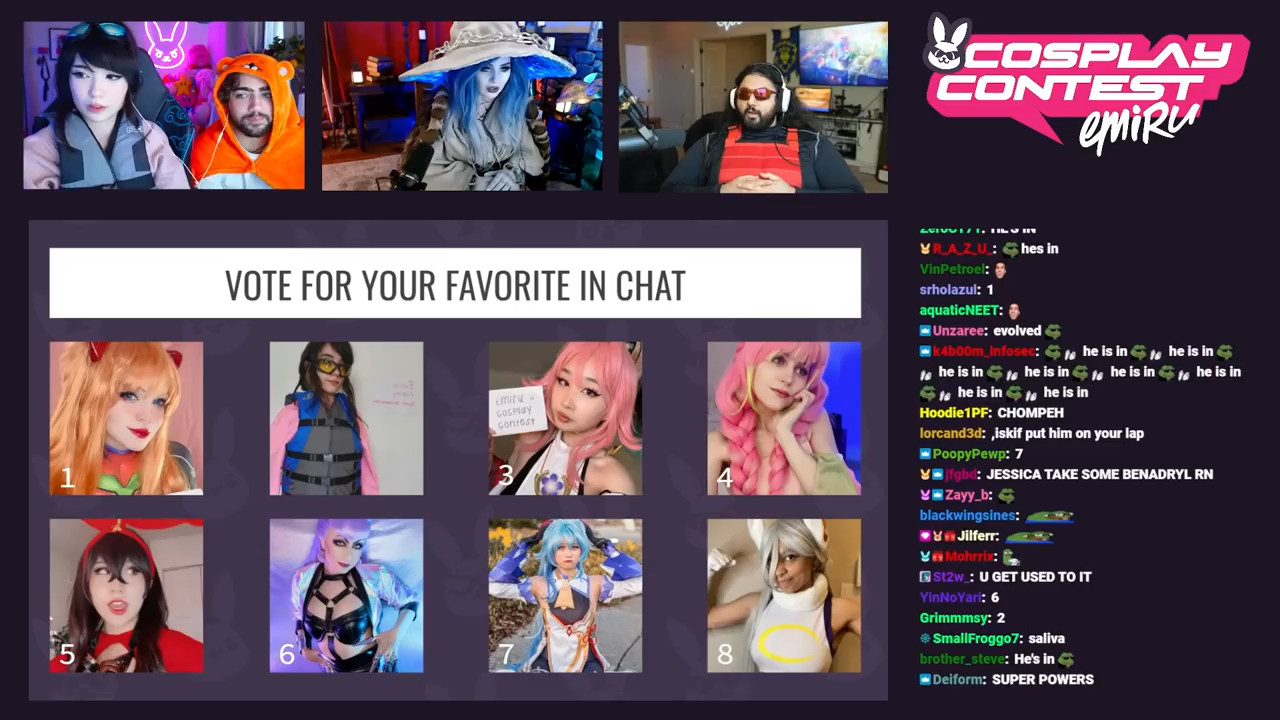 COSPLAY
CONTEST
emiru
VOTE FOR YOUR FAVORITE IN CHAT
1
emiru
cosplay
contest
3
4
5
6
7
8
R_A_Z_U_: hes in
VinPetroel:
srholazul: 1
aquaticNEET:
Unzaree: evolved
k4b00m_infosec: he is in he is in
he is in he is in he is in he is in
he is in he is in
Hoodie1PF: CHOMPEH
lorcand3d: ,iskif put him on your lap
PoopyPewp: 7
jfgbd: JESSICA TAKE SOME BENADRYL RN
Zayy_b:
blackwingsines:
Jilferr:
Mohrrix:
St2w_: U GET USED TO IT
YinNoYari: 6
Grimmmsy: 2
SmallFroggo7: saliva
brother_steve: He's in
Deiform: SUPER POWERS